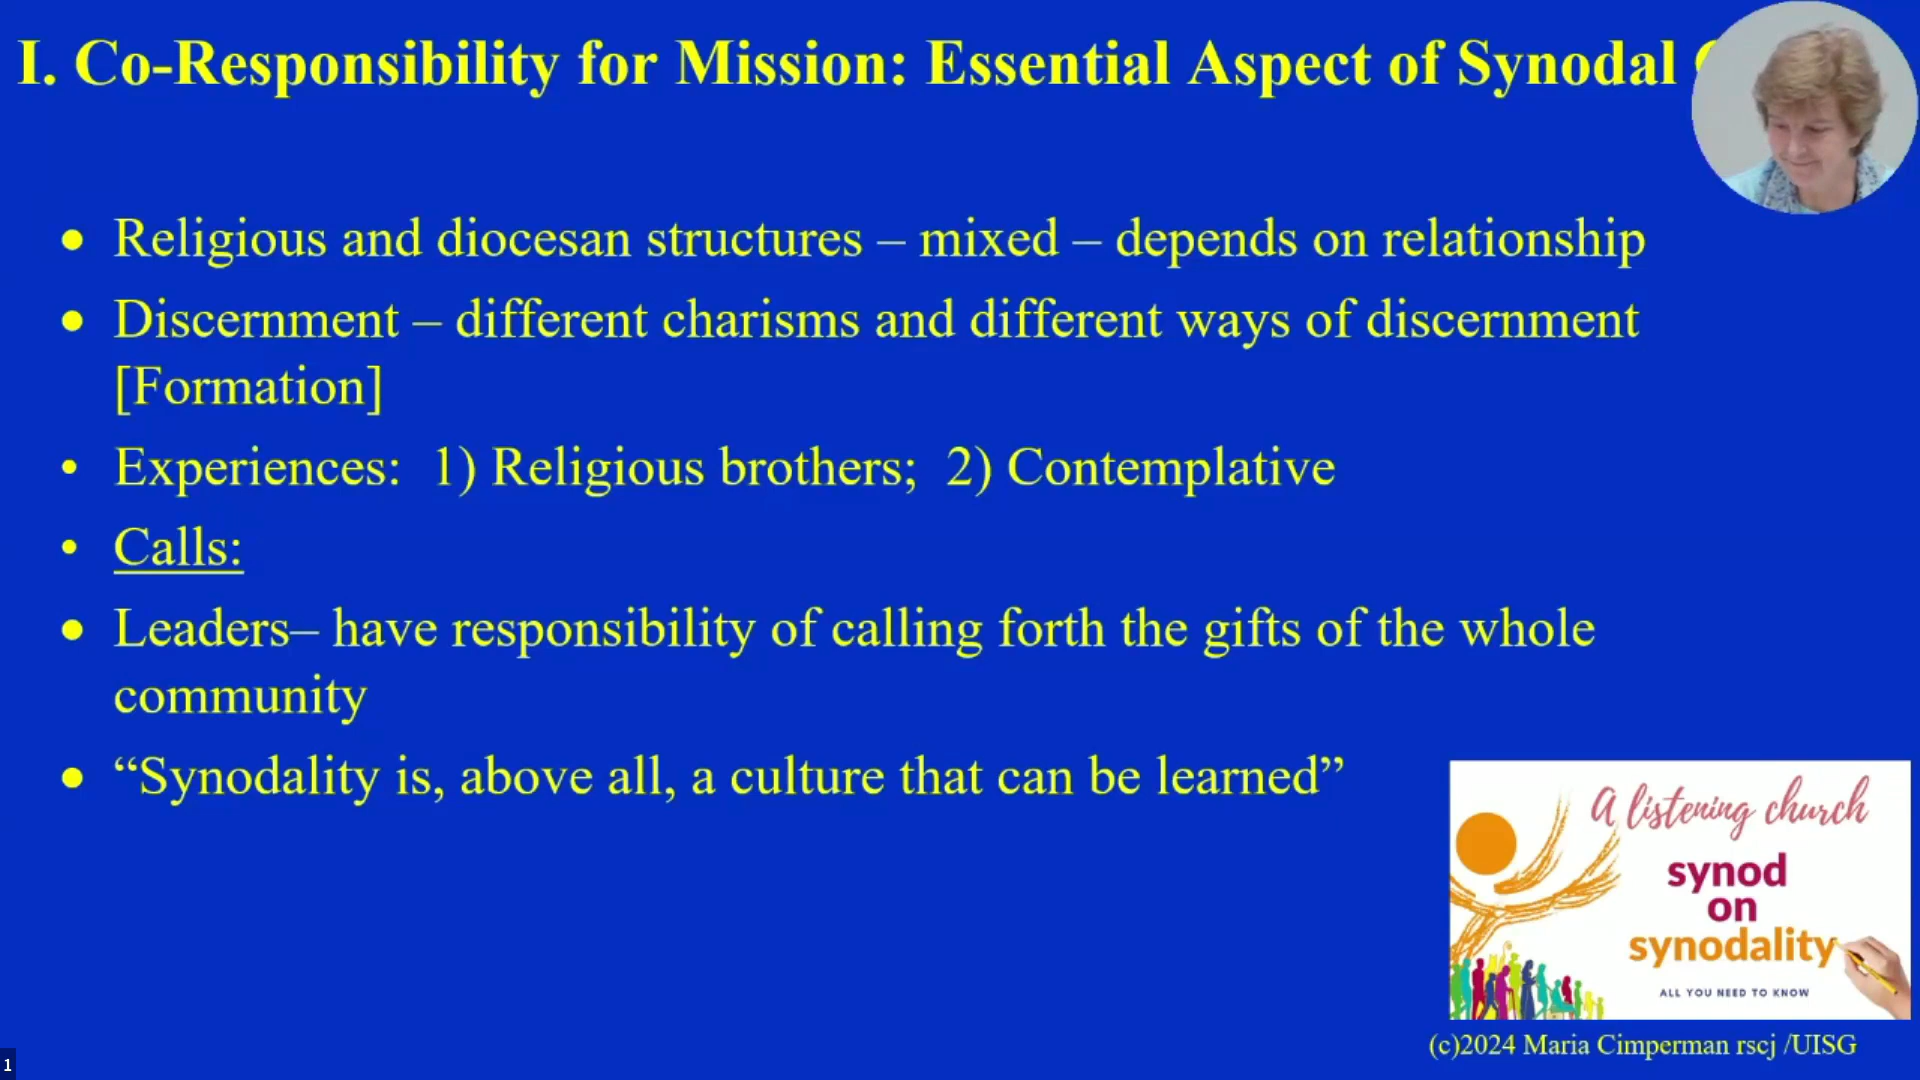 I. Co-Responsibility for Mission: Essential Aspect of Synodal
• Religious and diocesan structures – mixed – depends on relationship
• Discernment – different charisms and different ways of discernment
[Formation]
• Experiences:  1) Religious brothers;  2) Contemplative
• Calls:
• Leaders– have responsibility of calling forth the gifts of the whole
community
• “Synodality is, above all, a culture that can be learned”
A listening church
synod
on
synodality
ALL YOU NEED TO KNOW
(c)2024 Maria Cimperman rscj /UISG
1